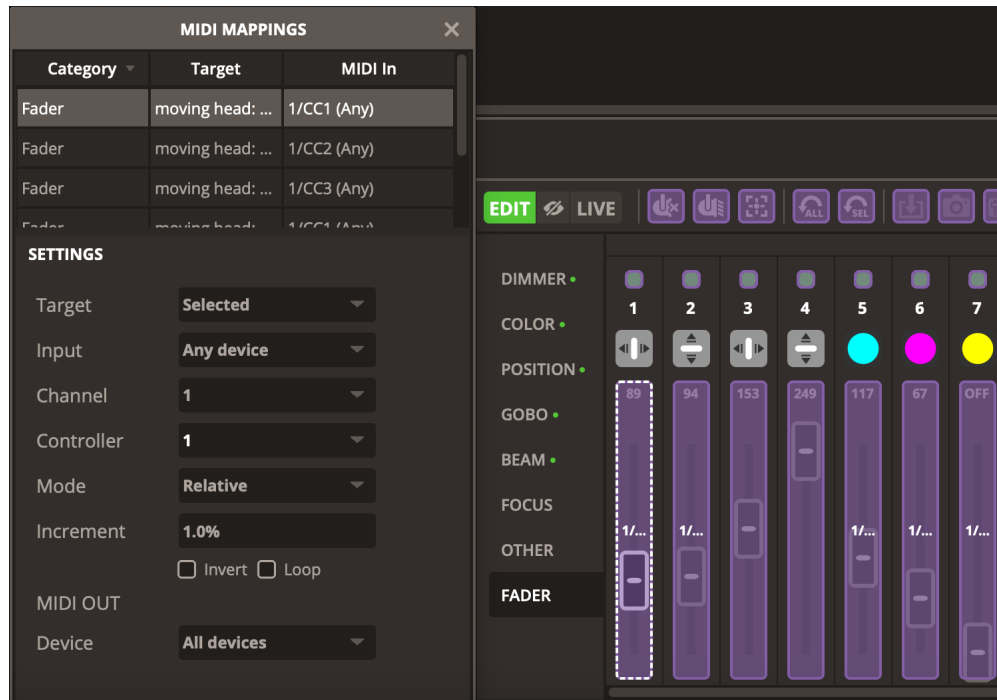 MIDI MAPPINGS
Category Target MIDI In
Fader moving head: ... 1/CC1 (Any)
Fader moving head: ... 1/CC2 (Any)
Fader moving head: ... 1/CC3 (Any)
SETTINGS
Target Selected
Input Any device
Channel 1
Controller 1
Mode Relative
Increment 1.0%
Invert Loop
MIDI OUT
Device All devices
EDIT LIVE
ALL SEL
DIMMER
COLOR
POSITION
GOBO
BEAM
FOCUS
OTHER
FADER
1 2 3 4 5 6 7
89 94 153 249 117 67 OFF
1/... 1/... 1/... 1/... 1/...